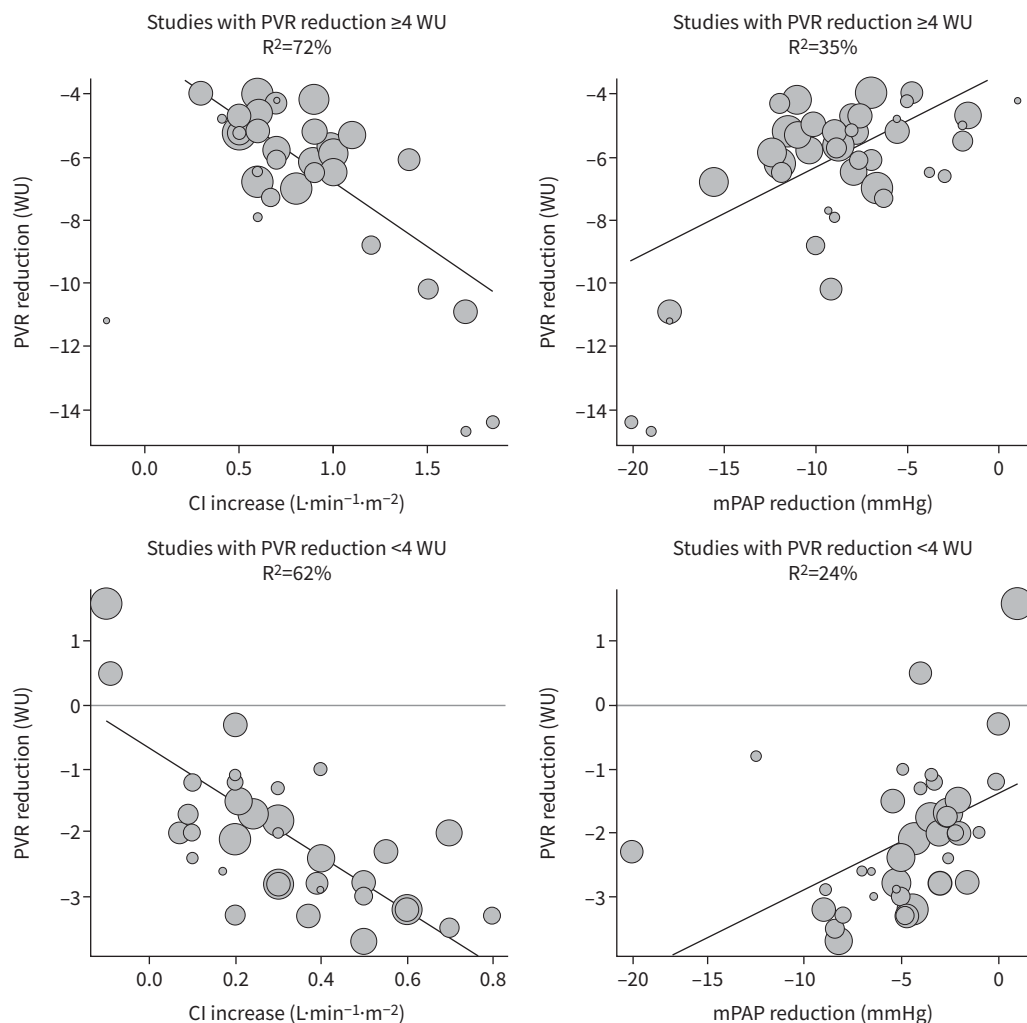 Studies with PVR reduction ≥4 WU
R²=72%
−4
−6
−8
−10
−12
−14
PVR reduction (WU)
0.0 0.5 1.0 1.5
CI increase (L·min⁻¹·m⁻²)
Studies with PVR reduction ≥4 WU
R²=35%
−4
−6
−8
−10
−12
−14
PVR reduction (WU)
−20 −15 −10 −5 0
mPAP reduction (mmHg)
Studies with PVR reduction <4 WU
R²=62%
1
0
−1
−2
−3
PVR reduction (WU)
0.0 0.2 0.4 0.6 0.8
CI increase (L·min⁻¹·m⁻²)
Studies with PVR reduction <4 WU
R²=24%
1
0
−1
−2
−3
PVR reduction (WU)
−20 −15 −10 −5 0
mPAP reduction (mmHg)